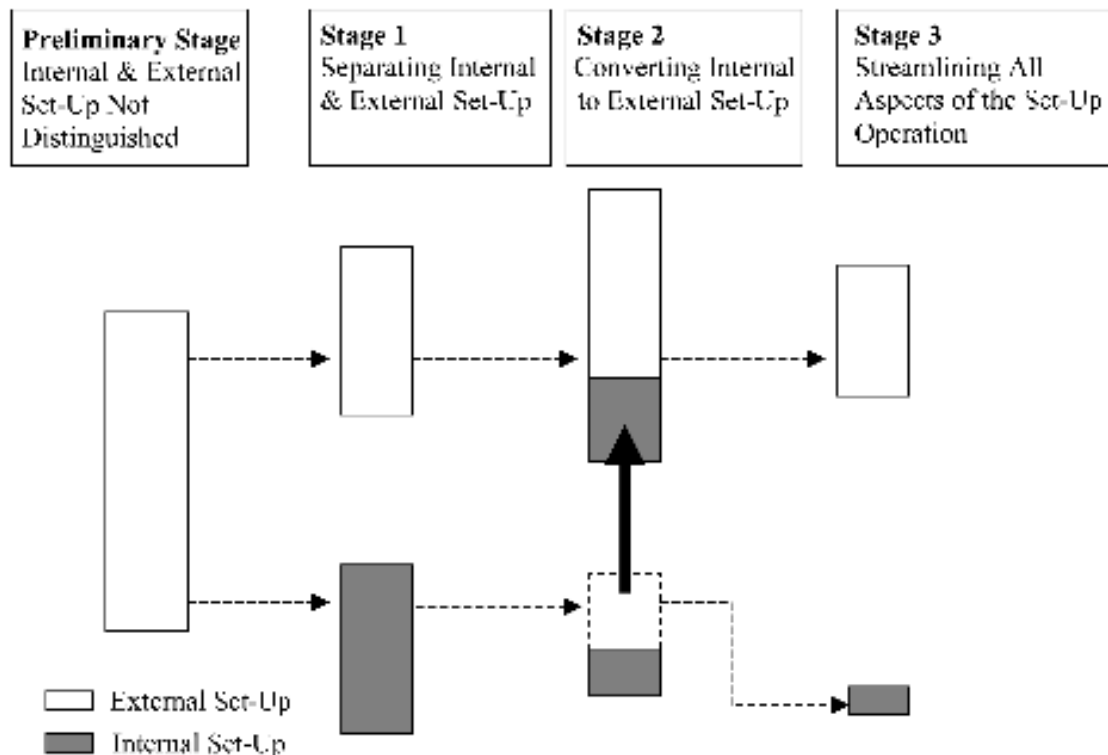 Preliminary Stage
Internal & External
Set-Up Not
Distinguished
Stage 1
Separating Internal
& External Set-Up
Stage 2
Converting Internal
to External Set-Up
Stage 3
Streamlining All
Aspects of the Set-Up
Operation
External Set-Up
Internal Set-Up